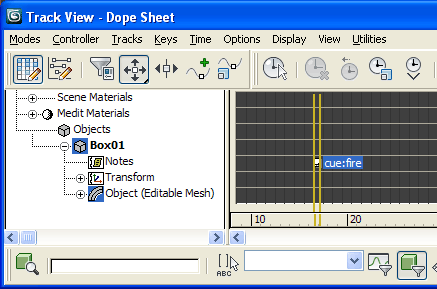 Track View - Dope Sheet
Modes Controller Tracks Keys Time Options Display View Utilities
Scene Materials
Medit Materials
Objects
Box01
Notes
cue:fire
Transform
Object (Editable Mesh)
10 20
[ABC]